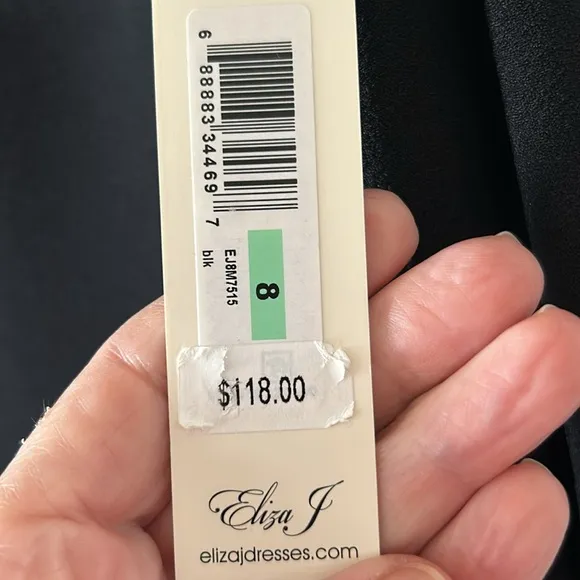 6 88883 34469 7
EJ8M7515
blk
8
$118.00
Eliza J
elizajdresses.com